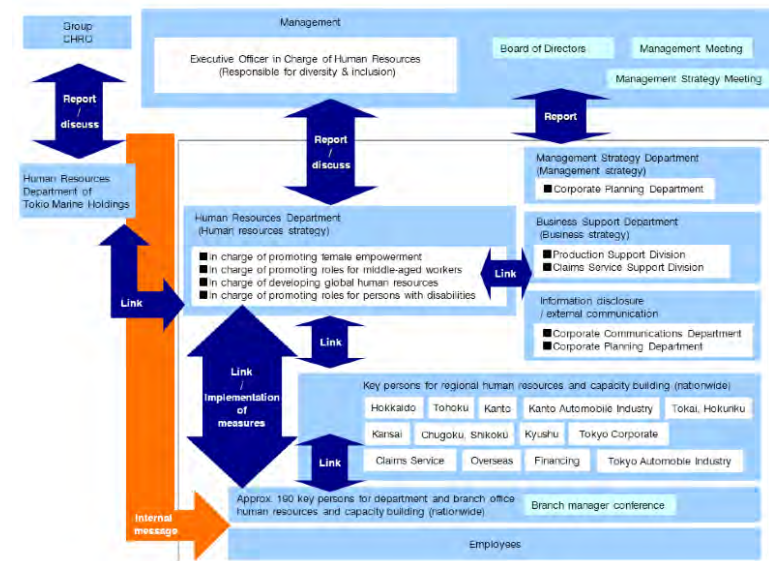 Group
CHRO
Management
Executive Officer in Charge of Human Resources
(Responsible for diversity & inclusion)
Board of Directors
Management Meeting
Management Strategy Meeting
Report
/
discuss
Report
/
discuss
Report
Human Resources
Department of
Tokio Marine Holdings
Management Strategy Department
(Management strategy)
■Corporate Planning Department
Human Resources Department
(Human resources strategy)
■In charge of promoting female empowerment
■In charge of promoting roles for middle-aged workers
■In charge of developing global human resources
■In charge of promoting roles for persons with disabilities
Link
Link
Business Support Department
(Business strategy)
■Production Support Division
■Claims Service Support Division
Information disclosure
/ external communication
■Corporate Communications Department
■Corporate Planning Department
Link
Link
/
Implementation
of
measures
Key persons for regional human resources and capacity building (nationwide)
Hokkaido
Tohoku
Kanto
Kanto Automobile Industry
Tokai, Hokuriku
Kansai
Chugoku, Shikoku
Kyushu
Tokyo Corporate
Claims Service
Overseas
Financing
Tokyo Automobile Industry
Link
Approx. 190 key persons for department and branch office
human resources and capacity building (nationwide)
Branch manager conference
Internal
message
Employees